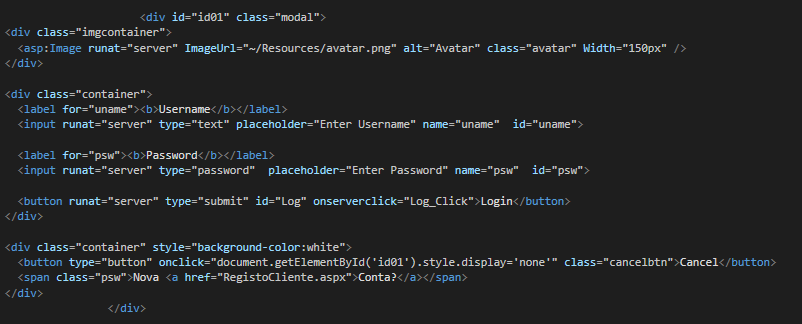 <div id="id01" class="modal">
<div class="imgcontainer">
<asp:Image runat="server" ImageUrl="~/Resources/avatar.png" alt="Avatar" class="avatar" Width="150px" />
</div>
<div class="container">
<label for="uname"><b>Username</b></label>
<input runat="server" type="text" placeholder="Enter Username" name="uname"  id="uname">
<label for="psw"><b>Password</b></label>
<input runat="server" type="password"  placeholder="Enter Password" name="psw"  id="psw">
<button runat="server" type="submit" id="Log" onserverclick="Log_Click">Login</button>
</div>
<div class="container" style="background-color:white">
<button type="button" onclick="document.getElementById('id01').style.display='none'" class="cancelbtn">Cancel</button>
<span class="psw">Nova <a href="RegistoCliente.aspx">Conta?</a></span>
</div>
</div>